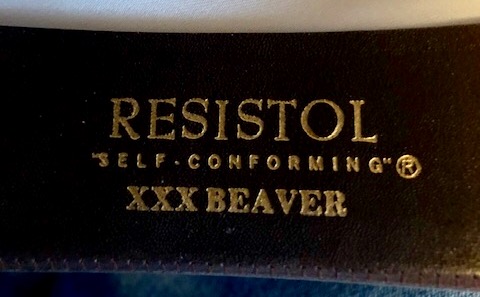 RESISTOL
"SELF-CONFORMING"®
XXX BEAVER